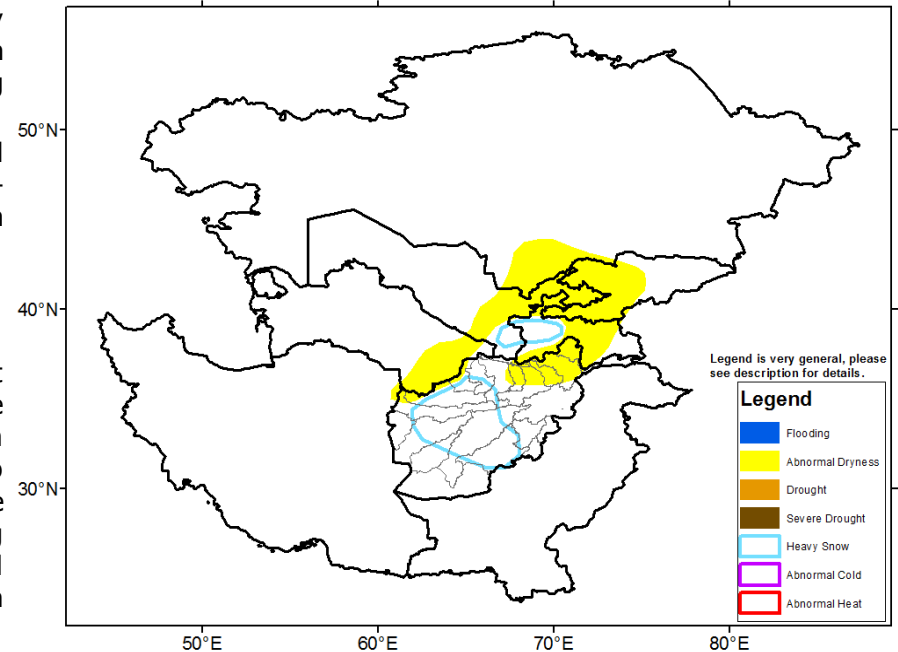 50°N
40°N
30°N
50°E
60°E
70°E
80°E
Legend is very general, please
see description for details.
Legend
Flooding
Abnormal Dryness
Drought
Severe Drought
Heavy Snow
Abnormal Cold
Abnormal Heat